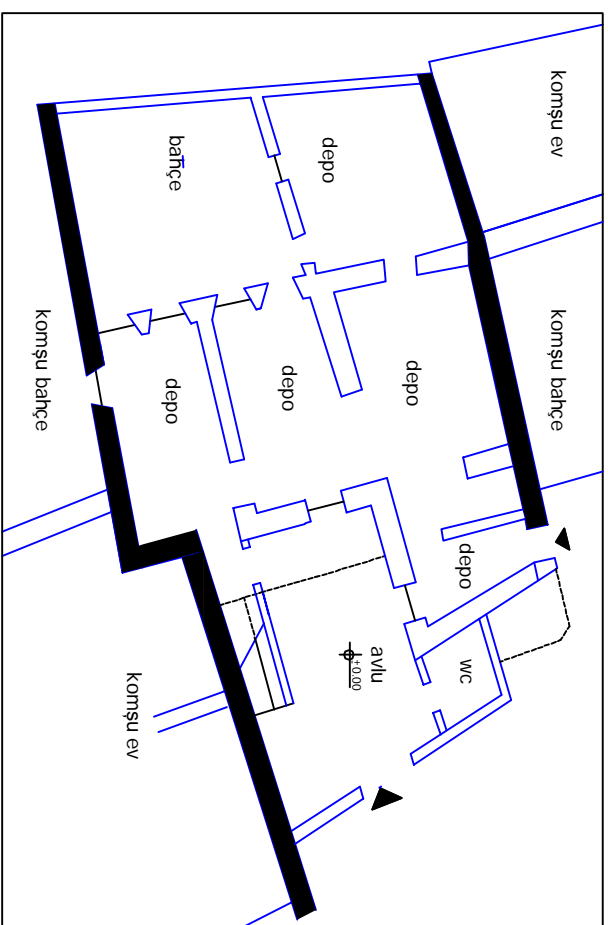 komşu ev
komşu bahçe
depo
depo
depo
wc
avlu
±0.00
bahçe
depo
depo
komşu bahçe
komşu ev